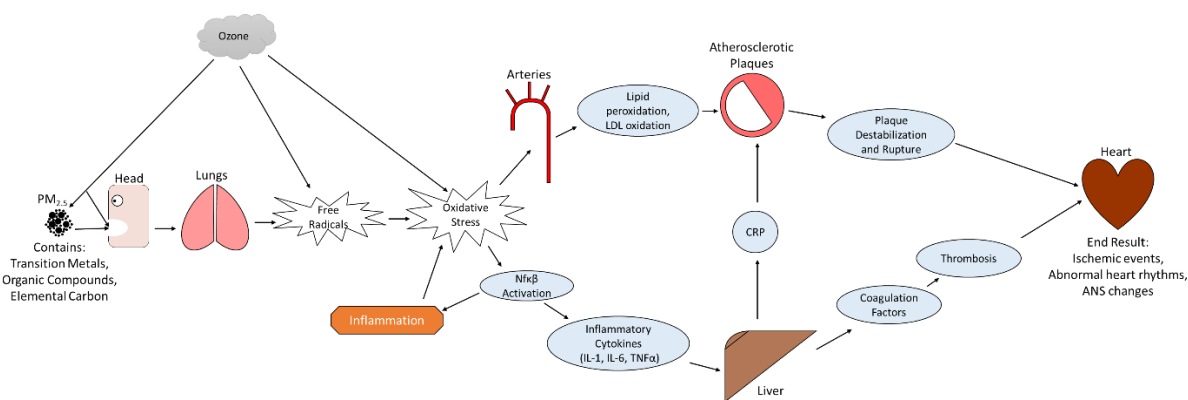 Ozone
PM2.5
Contains:
Transition Metals,
Organic Compounds,
Elemental Carbon
Head
Lungs
Free
Radicals
Oxidative
Stress
Inflammation
Nfκβ
Activation
Arteries
Lipid
peroxidation,
LDL oxidation
Inflammatory
Cytokines
(IL-1, IL-6, TNFα)
Atherosclerotic
Plaques
CRP
Liver
Plaque
Destabilization
and Rupture
Coagulation
Factors
Thrombosis
Heart
End Result:
Ischemic events,
Abnormal heart rhythms,
ANS changes